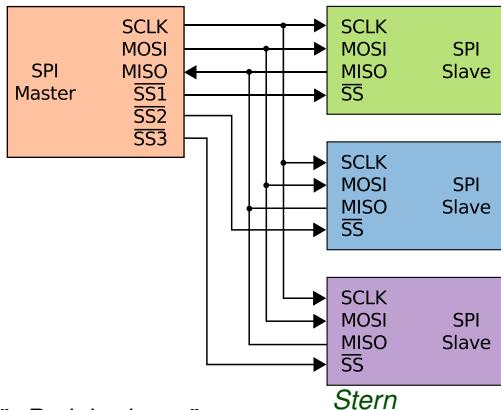 SCLK
MOSI
MISO
SS1
SS2
SS3
SPI
Master
SCLK
MOSI
MISO
SS
SPI
Slave
SCLK
MOSI
MISO
SS
SPI
Slave
SCLK
MOSI
MISO
SS
SPI
Slave
Stern